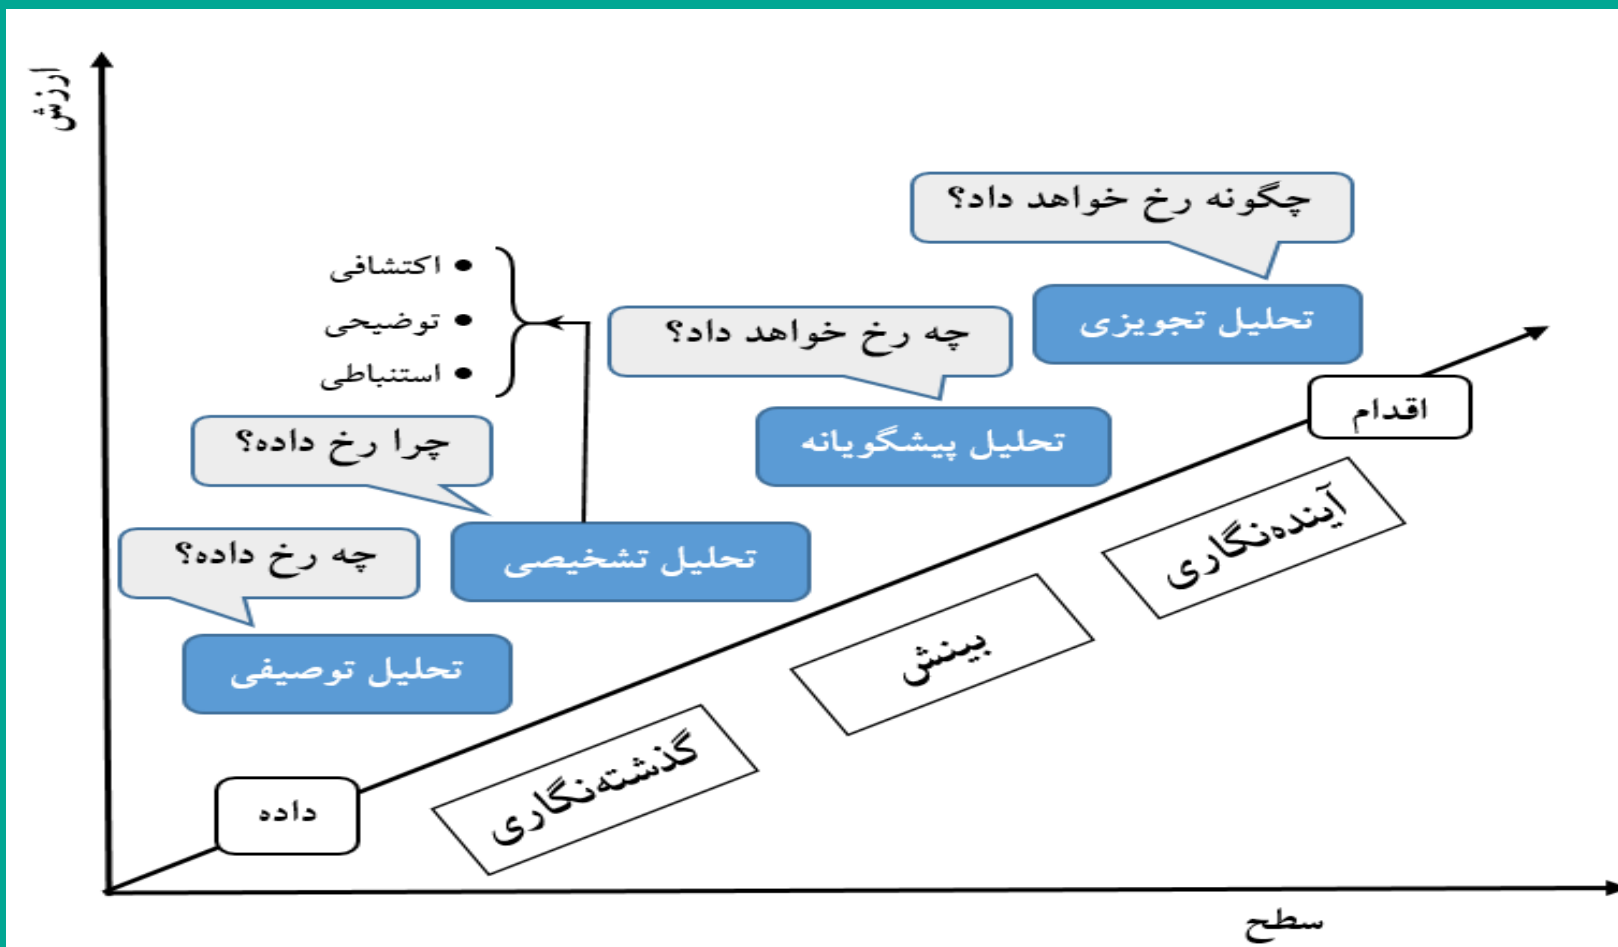 ارزش
چگونه رخ خواهد داد؟
تحلیل تجویزی
چه رخ خواهد داد؟
تحلیل پیشگویانه
• اکتشافی
• توضیحی
• استنباطی
چرا رخ داده؟
تحلیل تشخیصی
چه رخ داده؟
تحلیل توصیفی
اقدام
داده
آینده‌نگاری
بینش
گذشته‌نگاری
سطح